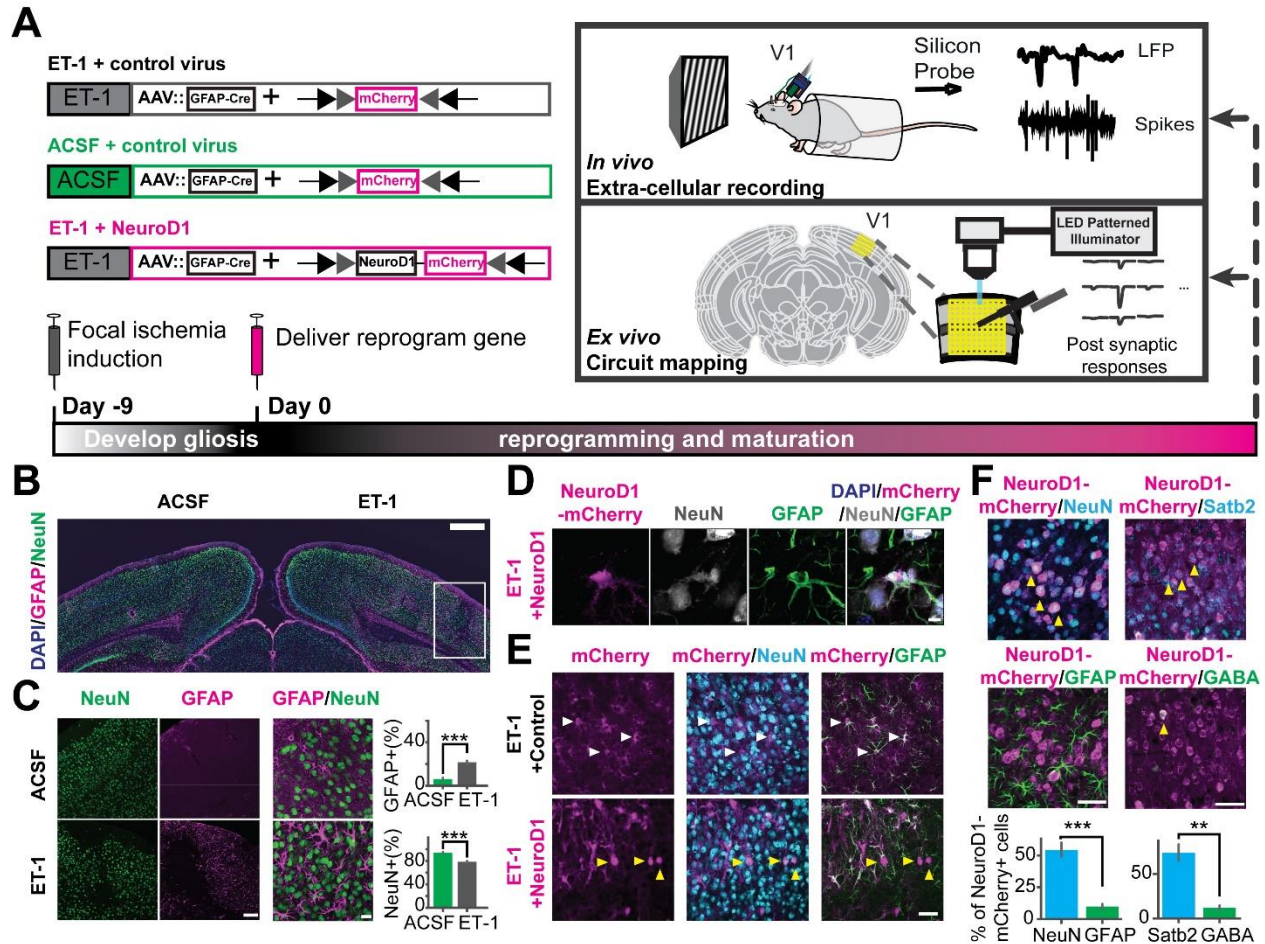 A
ET-1 + control virus
ET-1 AAV:: GFAP-Cre + mCherry
ACSF + control virus
ACSF AAV:: GFAP-Cre + mCherry
ET-1 + NeuroD1
ET-1 AAV:: GFAP-Cre + NeuroD1 mCherry
Focal ischemia
induction
Deliver reprogram gene
Day -9
Day 0
Develop gliosis
reprogramming and maturation
V1
Silicon
Probe
LFP
Spikes
In vivo
Extra-cellular recording
V1
LED Patterned
Illuminator
...
Post synaptic
responses
Ex vivo
Circuit mapping
B
ACSF
ET-1
DAPI/GFAP/NeuN
C
NeuN
GFAP
GFAP/NeuN
ACSF
ET-1
GFAP+(%)
40
0
***
ACSF ET-1
NeuN+(%)
100
0
***
ACSF ET-1
D
NeuroD1
-mCherry
NeuN
GFAP
DAPI/mCherry
/NeuN/GFAP
ET-1
+NeuroD1
E
mCherry
mCherry/NeuN
mCherry/GFAP
ET-1
+Control
ET-1
+NeuroD1
F
NeuroD1-
mCherry/NeuN
NeuroD1-
mCherry/Satb2
NeuroD1-
mCherry/GFAP
NeuroD1-
mCherry/GABA
% of NeuroD1-
mCherry+ cells
50
0
***
NeuN GFAP
50
0
**
Satb2 GABA